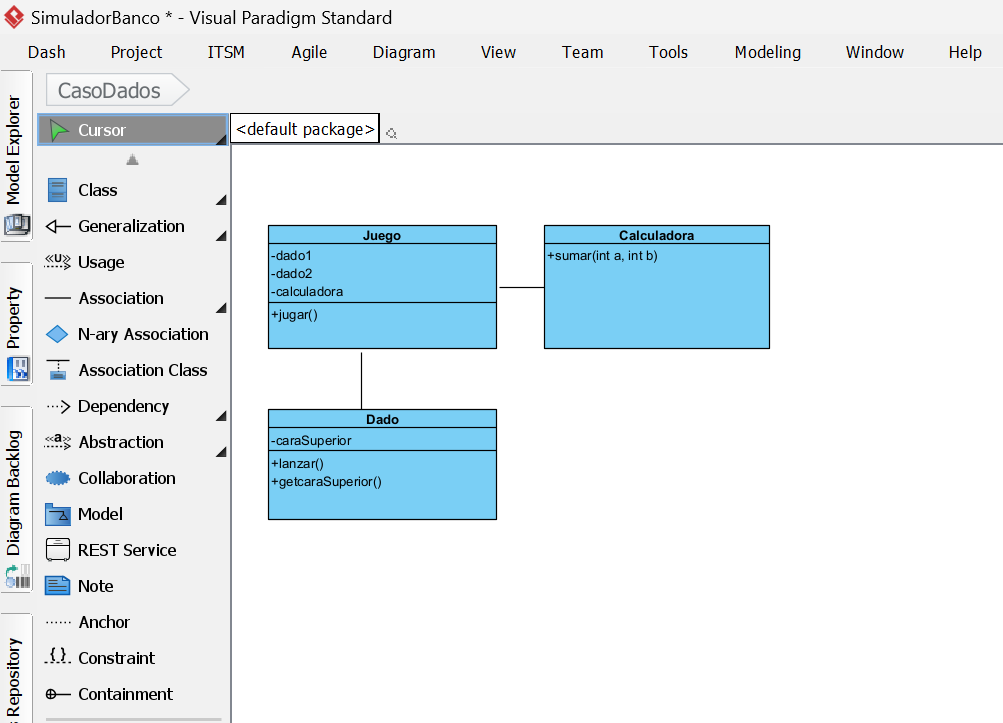 SimuladorBanco * - Visual Paradigm Standard
Dash Project ITSM Agile Diagram View Team Tools Modeling Window Help
CasoDados
Model Explorer
Property
Diagram Backlog
s Repository
Cursor
Class
Generalization
<<U>>
Usage
Association
N-ary Association
Association Class
Dependency
<<a>>
Abstraction
Collaboration
Model
REST Service
Note
Anchor
{}
Constraint
Containment
<default package>
Juego
-dado1
-dado2
-calculadora
+jugar()
Calculadora
+sumar(int a, int b)
Dado
-caraSuperior
+lanzar()
+getcaraSuperior()